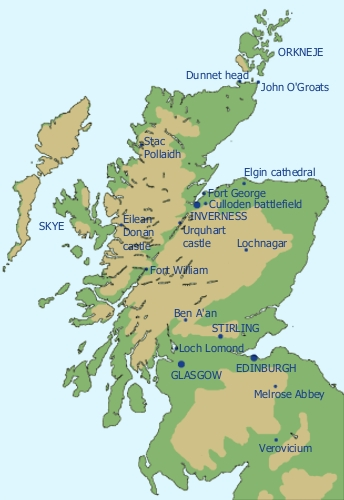 ORKNEJE
Dunnet head
John O'Groats
Stac
Pollaidh
Elgin cathedral
Fort George
Culloden battlefield
INVERNESS
SKYE
Eilean
Donan
castle
Urquhart
castle
Lochnagar
Fort William
Ben A'an
STIRLING
Loch Lomond
EDINBURGH
GLASGOW
Melrose Abbey
Verovicium